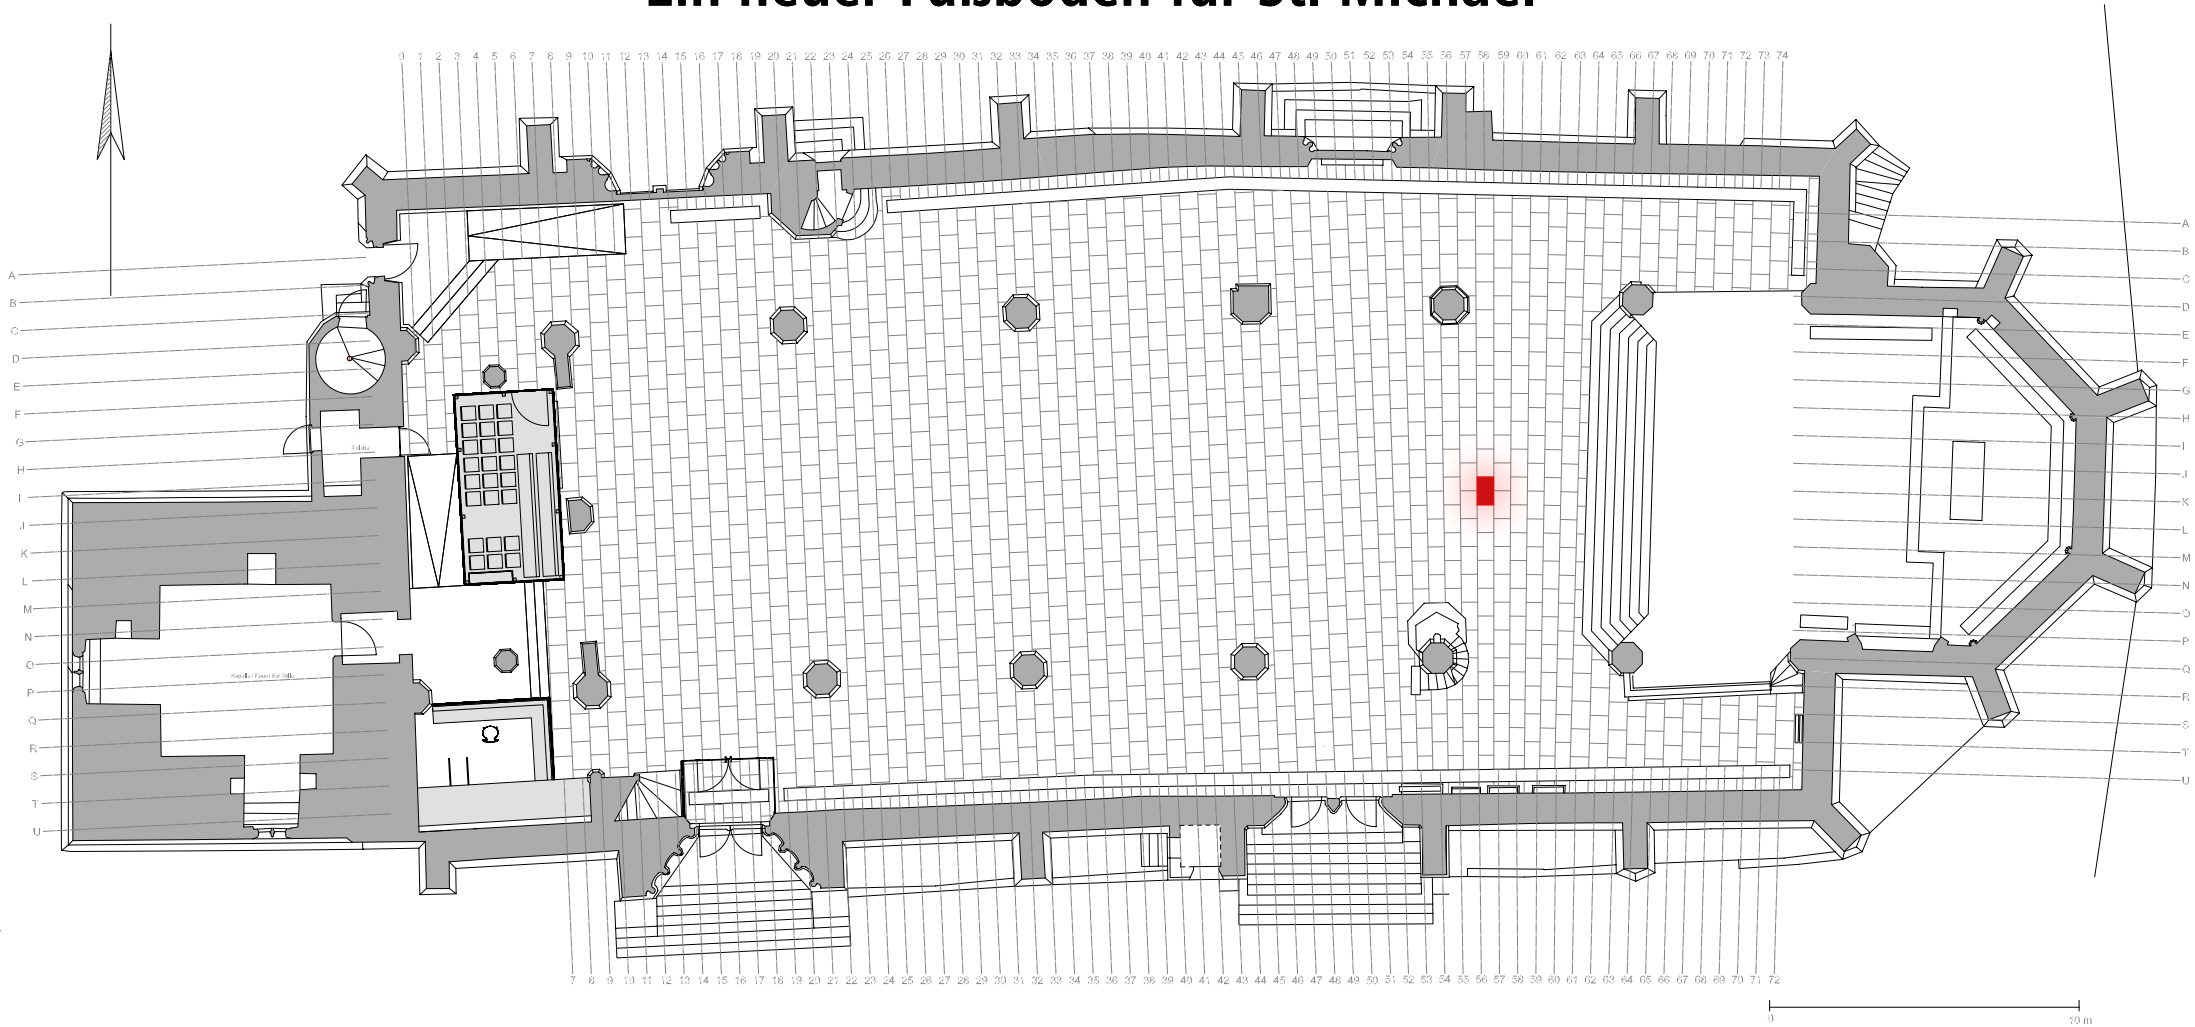 Ein neuer Fußboden für St. Michael
0 1 2 3 4 5 6 7 8 9 10 11 12 13 14 15 16 17 18 19 20 21 22 23 24 25 26 27 28 29 30 31 32 33 34 35 36 37 38 39 40 41 42 43 44 45 46 47 48 49 50 51 52 53 54 55 56 57 58 59 60 61 62 63 64 65 66 67 68 69 70 71 72 73 74
A A
B B
C C
D D
E E
F F
G G
H H
I I
J J
K K
L L
M M
N N
O O
P P
Q Q
R R
S S
T T
U U
Kapelle / Raum der Stille
7 8 9 10 11 12 13 14 15 16 17 18 19 20 21 22 23 24 25 26 27 28 29 30 31 32 33 34 35 36 37 38 39 40 41 42 43 44 45 46 47 48 49 50 51 52 53 54 55 56 57 58 59 60 61 62 63 64 65 66 67 68 69 70 71 72
0 10 m